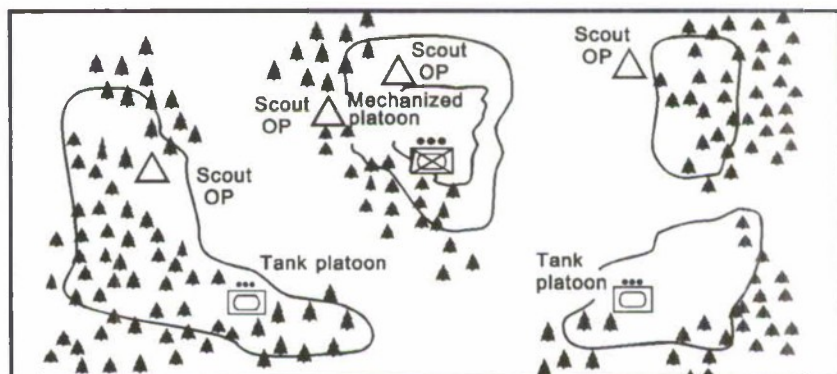 Scout
OP
Scout
OP
Mechanized
platoon
Scout
OP
Scout
OP
Tank platoon
Tank
platoon